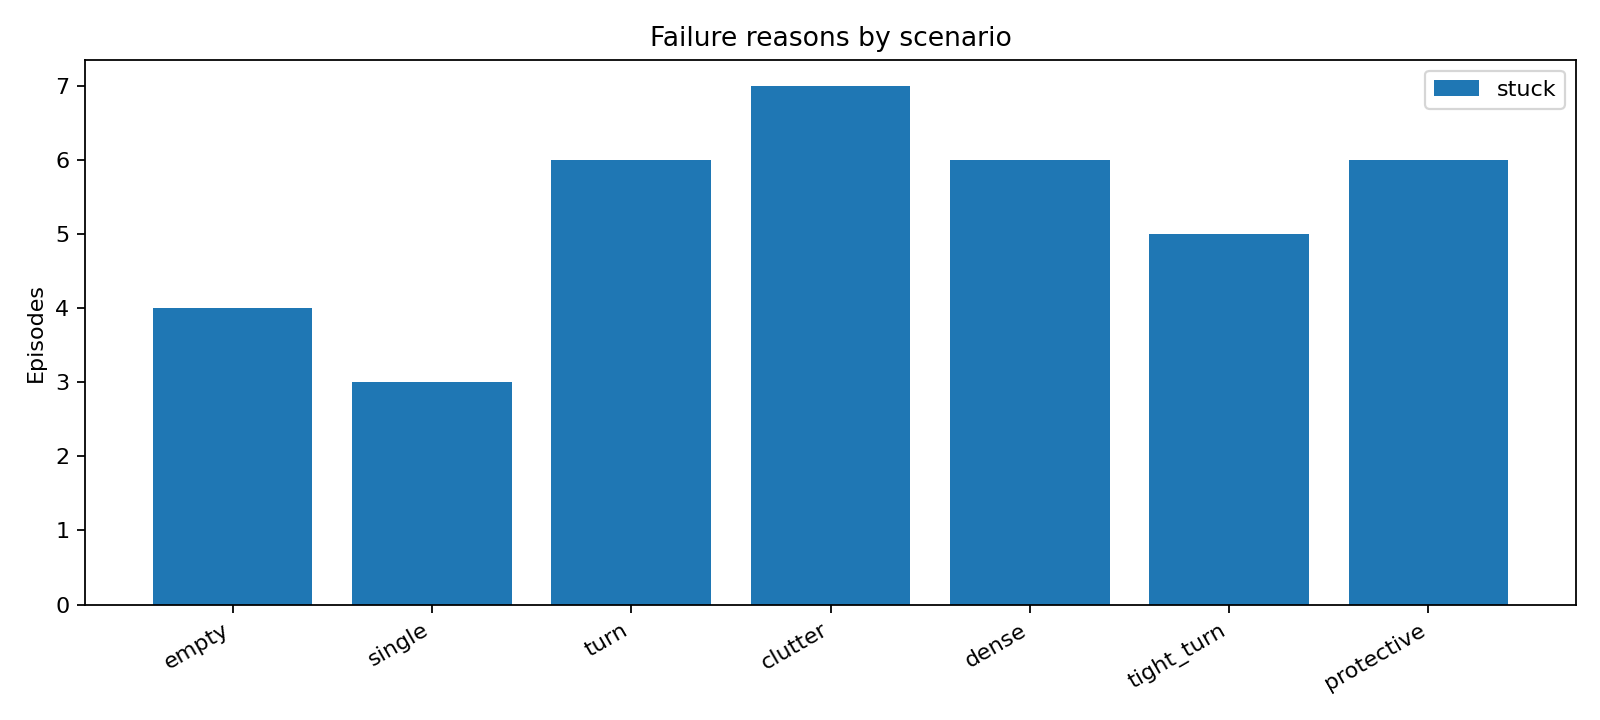 Failure reasons by scenario
stuck
Episodes
7
6
5
4
3
2
1
0
empty
single
turn
clutter
dense
tight_turn
protective